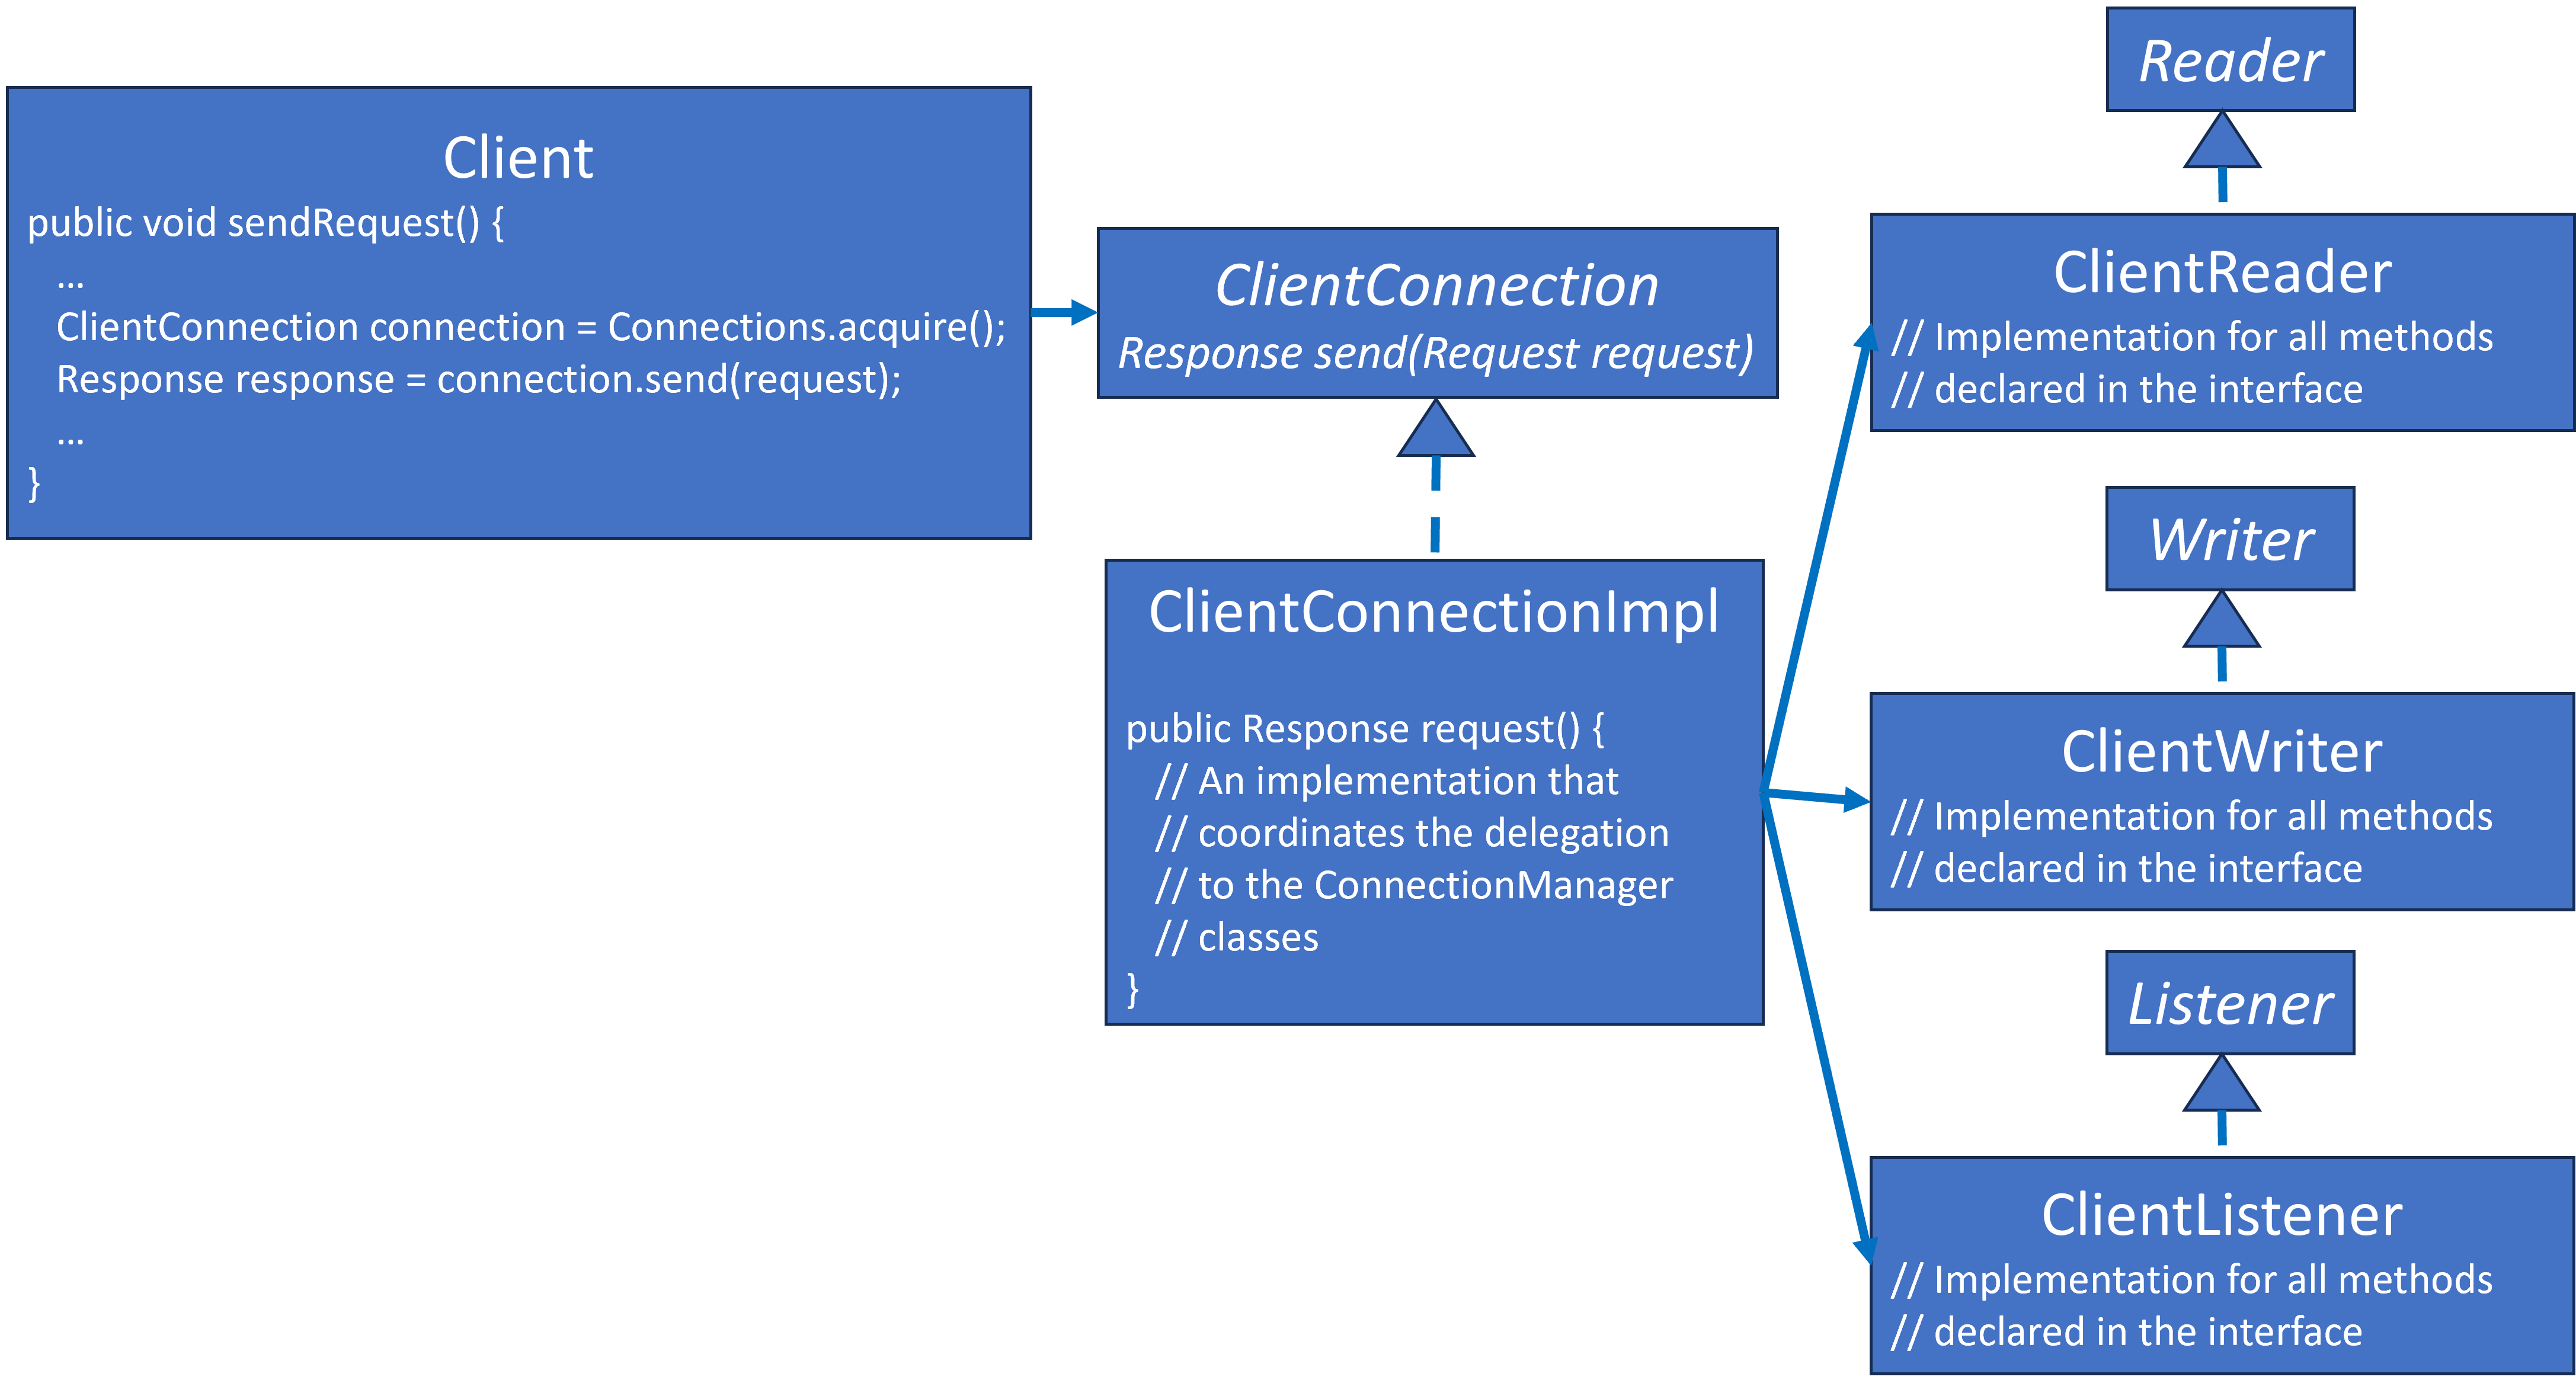 Client
public void sendRequest() {
...
ClientConnection connection = Connections.acquire();
Response response = connection.send(request);
...
}
ClientConnection
Response send(Request request)
ClientConnectionImpl
public Response request() {
// An implementation that
// coordinates the delegation
// to the ConnectionManager
// classes
}
Reader
ClientReader
// Implementation for all methods
// declared in the interface
Writer
ClientWriter
// Implementation for all methods
// declared in the interface
Listener
ClientListener
// Implementation for all methods
// declared in the interface